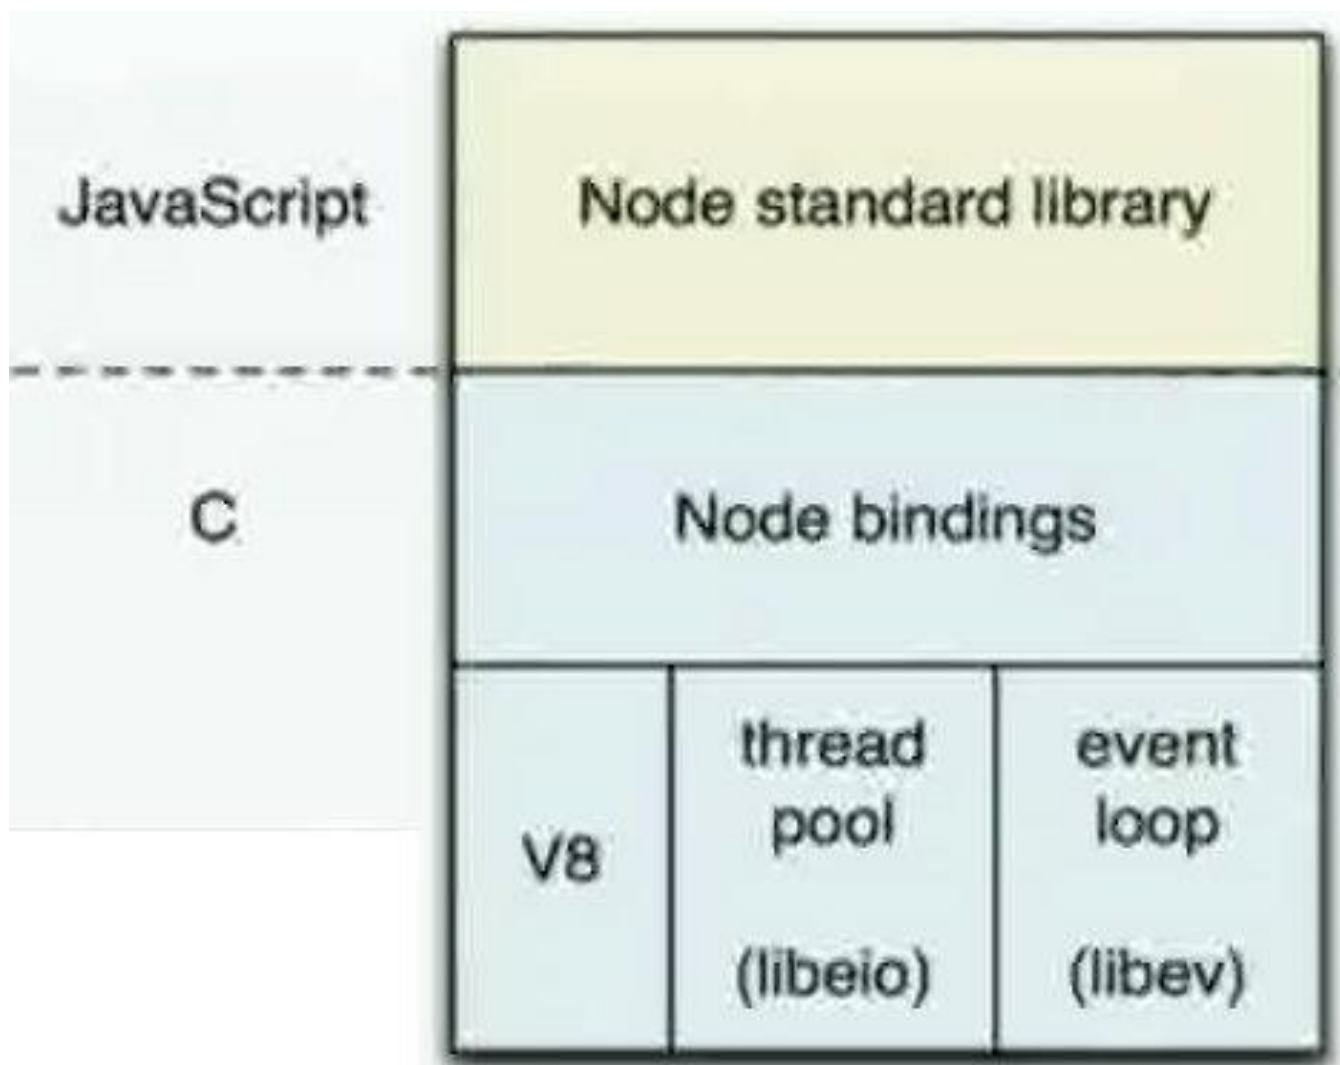 JavaScript
Node standard library
C
Node bindings
V8
thread
pool
(libeio)
event
loop
(libev)